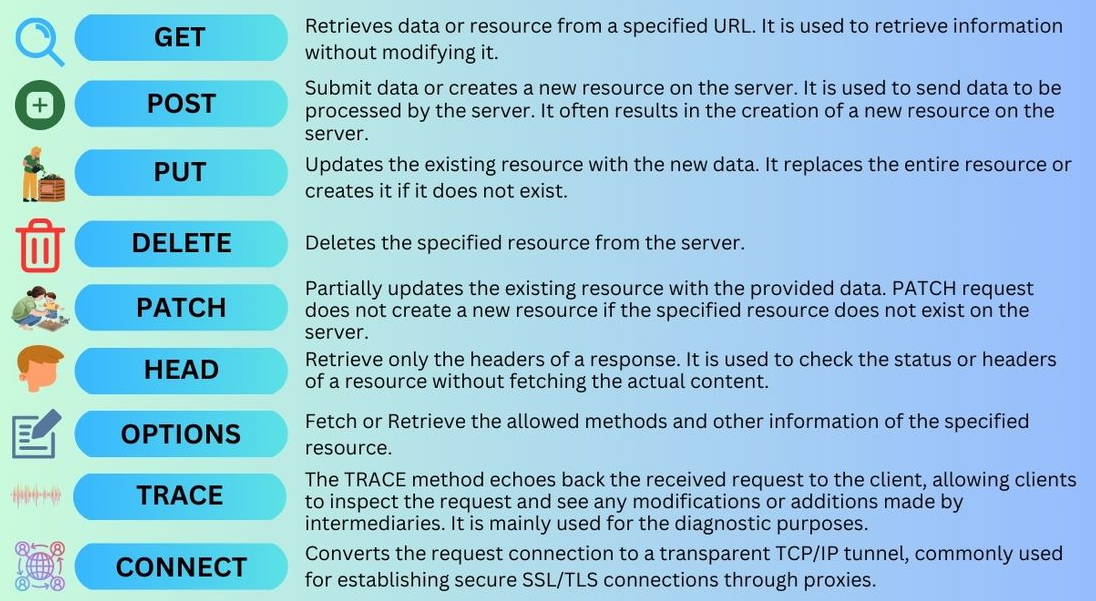 GET
Retrieves data or resource from a specified URL. It is used to retrieve information
without modifying it.
POST
Submit data or creates a new resource on the server. It is used to send data to be
processed by the server. It often results in the creation of a new resource on the
server.
PUT
Updates the existing resource with the new data. It replaces the entire resource or
creates it if it does not exist.
DELETE
Deletes the specified resource from the server.
PATCH
Partially updates the existing resource with the provided data. PATCH request
does not create a new resource if the specified resource does not exist on the
server.
HEAD
Retrieve only the headers of a response. It is used to check the status or headers
of a resource without fetching the actual content.
OPTIONS
Fetch or Retrieve the allowed methods and other information of the specified
resource.
TRACE
The TRACE method echoes back the received request to the client, allowing clients
to inspect the request and see any modifications or additions made by
intermediaries. It is mainly used for the diagnostic purposes.
CONNECT
Converts the request connection to a transparent TCP/IP tunnel, commonly used
for establishing secure SSL/TLS connections through proxies.